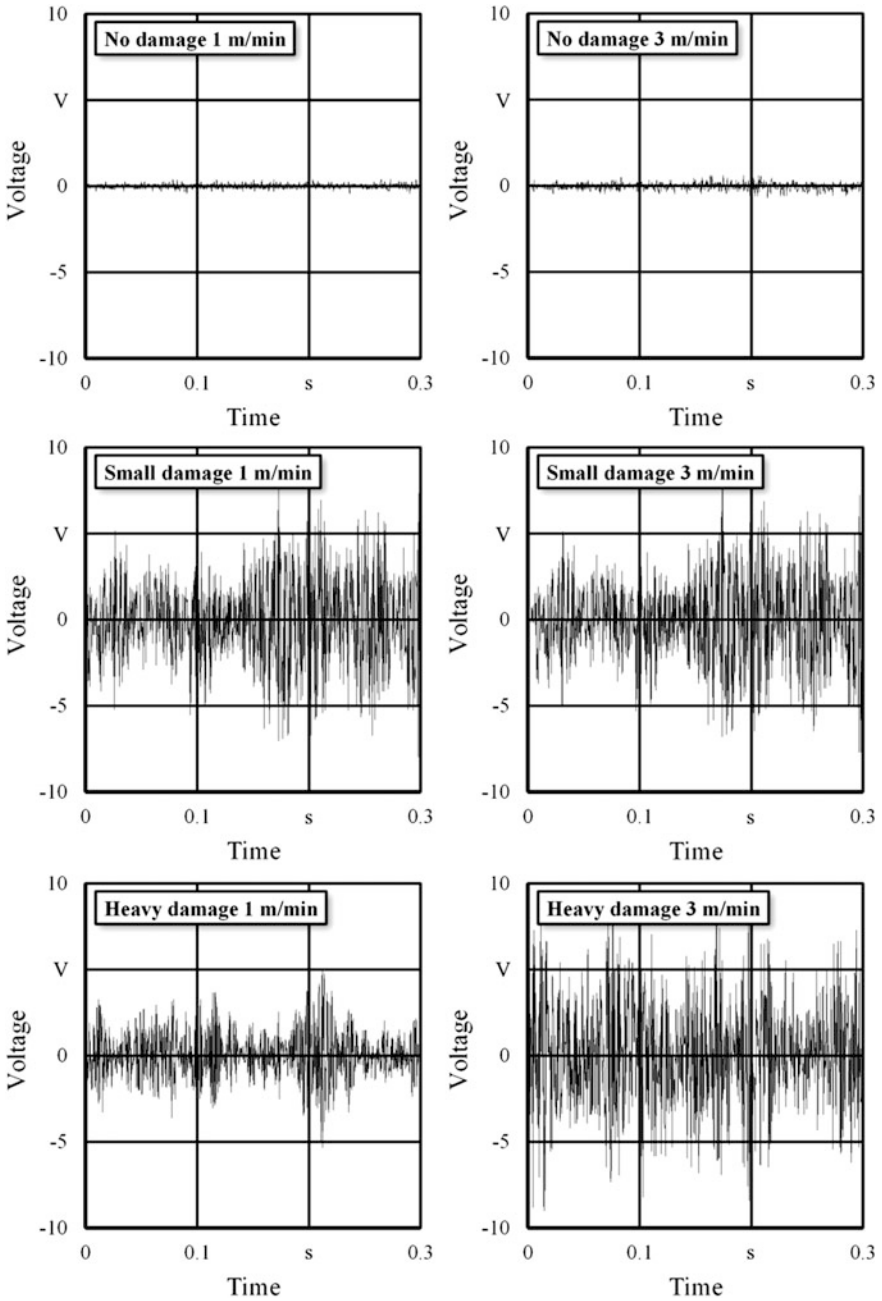 No damage 1 m/min
10
V
0
-5
-10
Voltage
0 0.1 s 0.3
Time
No damage 3 m/min
10
V
0
-5
-10
Voltage
0 0.1 s 0.3
Time
Small damage 1 m/min
10
V
0
-5
-10
Voltage
0 0.1 s 0.3
Time
Small damage 3 m/min
10
V
0
-5
-10
Voltage
0 0.1 s 0.3
Time
Heavy damage 1 m/min
10
V
0
-5
-10
Voltage
0 0.1 s 0.3
Time
Heavy damage 3 m/min
10
V
0
-5
-10
Voltage
0 0.1 s 0.3
Time